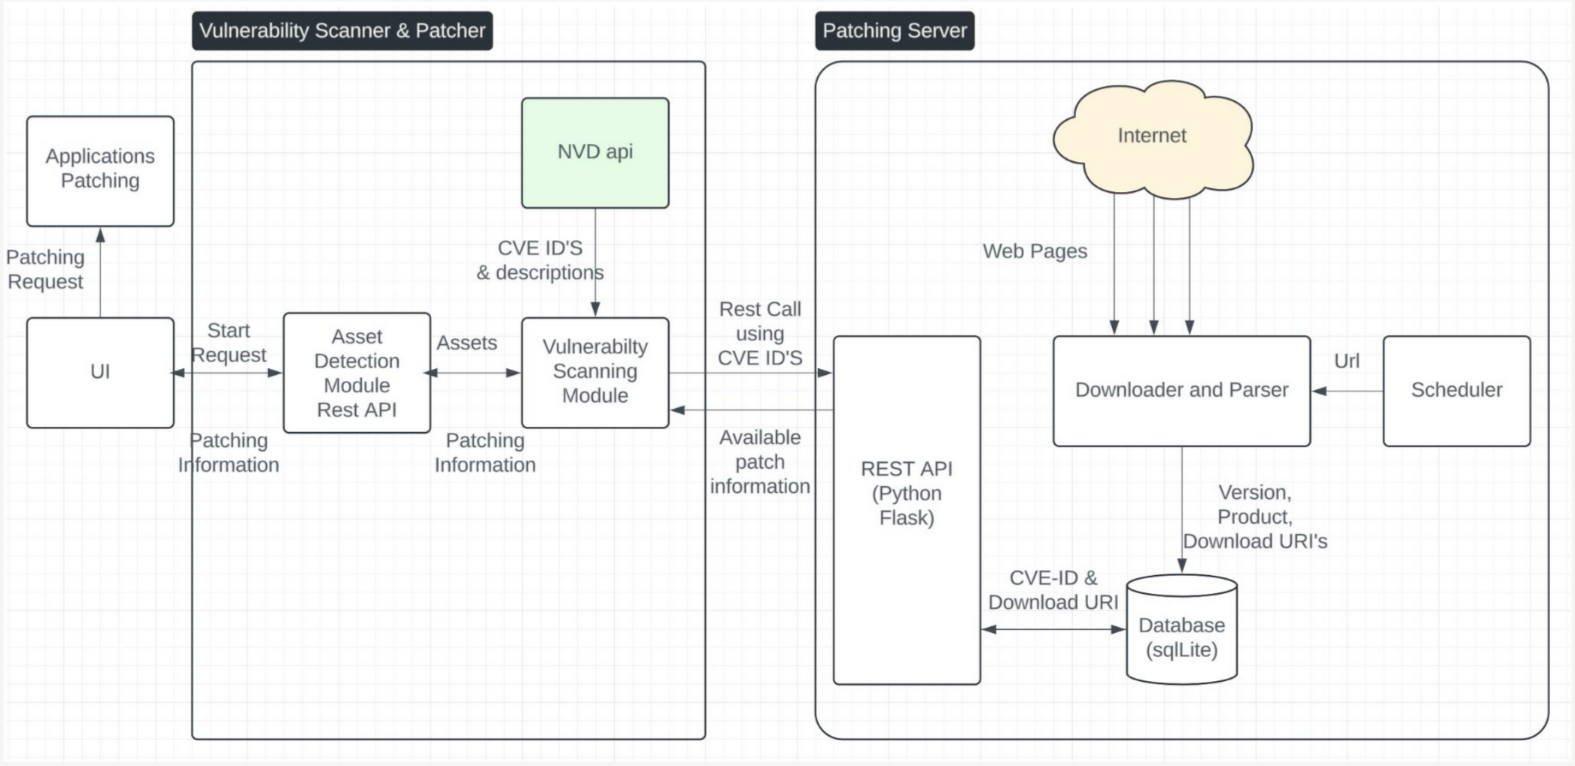 Vulnerability Scanner & Patcher
Patching Server
NVD api
Internet
Applications
Patching
CVE ID'S
& descriptions
Web Pages
Patching
Request
UI
Start
Request
Asset
Detection
Module
Rest API
Assets
Vulnerabilty
Scanning
Module
Rest Call
using
CVE ID'S
Patching
Information
Patching
Information
Available
patch
information
REST API
(Python
Flask)
Downloader and Parser
Url
Scheduler
Version,
Product,
Download URI's
CVE-ID &
Download URI
Database
(sqlLite)